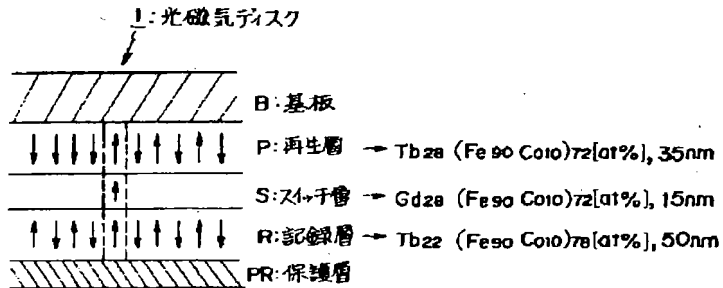 1:光磁気ディスク
B:基板
P:再生層 → Tb28 (Fe90 Co10)72[at%], 35nm
S:スイッチ層 → Gd28 (Fe90 Co10)72[at%], 15nm
R:記録層 → Tb22 (Fe90 Co10)78[at%], 50nm
PR:保護層